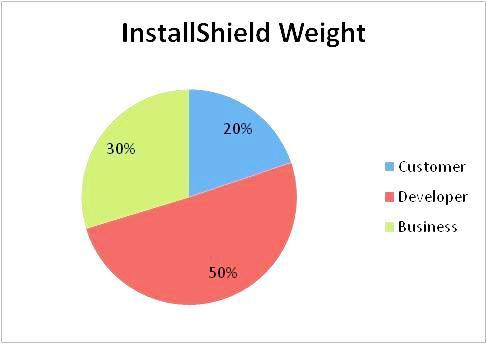 InstallShield Weight
20%
30%
50%
Customer
Developer
Business